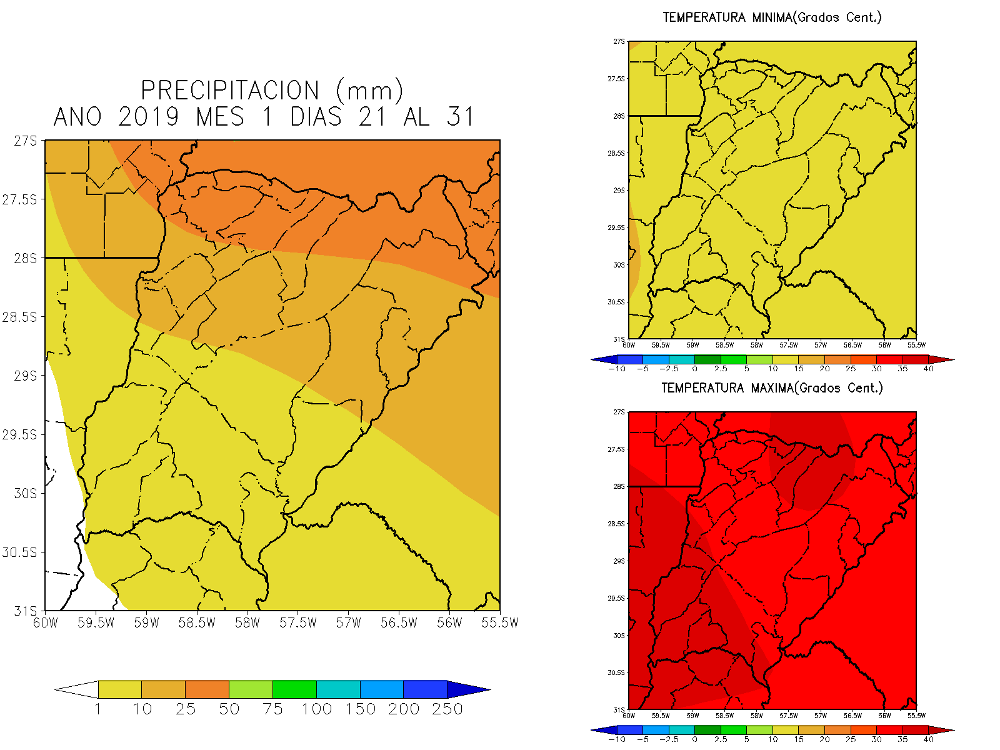 PRECIPITACION (mm)
ANO 2019 MES 1 DIAS 21 AL 31
27S
27.5S
28S
28.5S
29S
29.5S
30S
30.5S
31S
60W 59.5W 59W 58.5W 58W 57.5W 57W 56.5W 56W 55.5W
1 10 25 50 75 100 150 200 250
TEMPERATURA MINIMA(Grados Cent.)
27S
27.5S
28S
28.5S
29S
29.5S
30S
30.5S
31S
60W 59.5W 59W 58.5W 58W 57.5W 57W 56.5W 56W 55.5W
-10 -5 -2.5 0 2.5 5 10 15 20 25 30 35 40
TEMPERATURA MAXIMA(Grados Cent.)
27S
27.5S
28S
28.5S
29S
29.5S
30S
30.5S
31S
60W 59.5W 59W 58.5W 58W 57.5W 57W 56.5W 56W 55.5W
-10 -5 -2.5 0 2.5 5 10 15 20 25 30 35 40